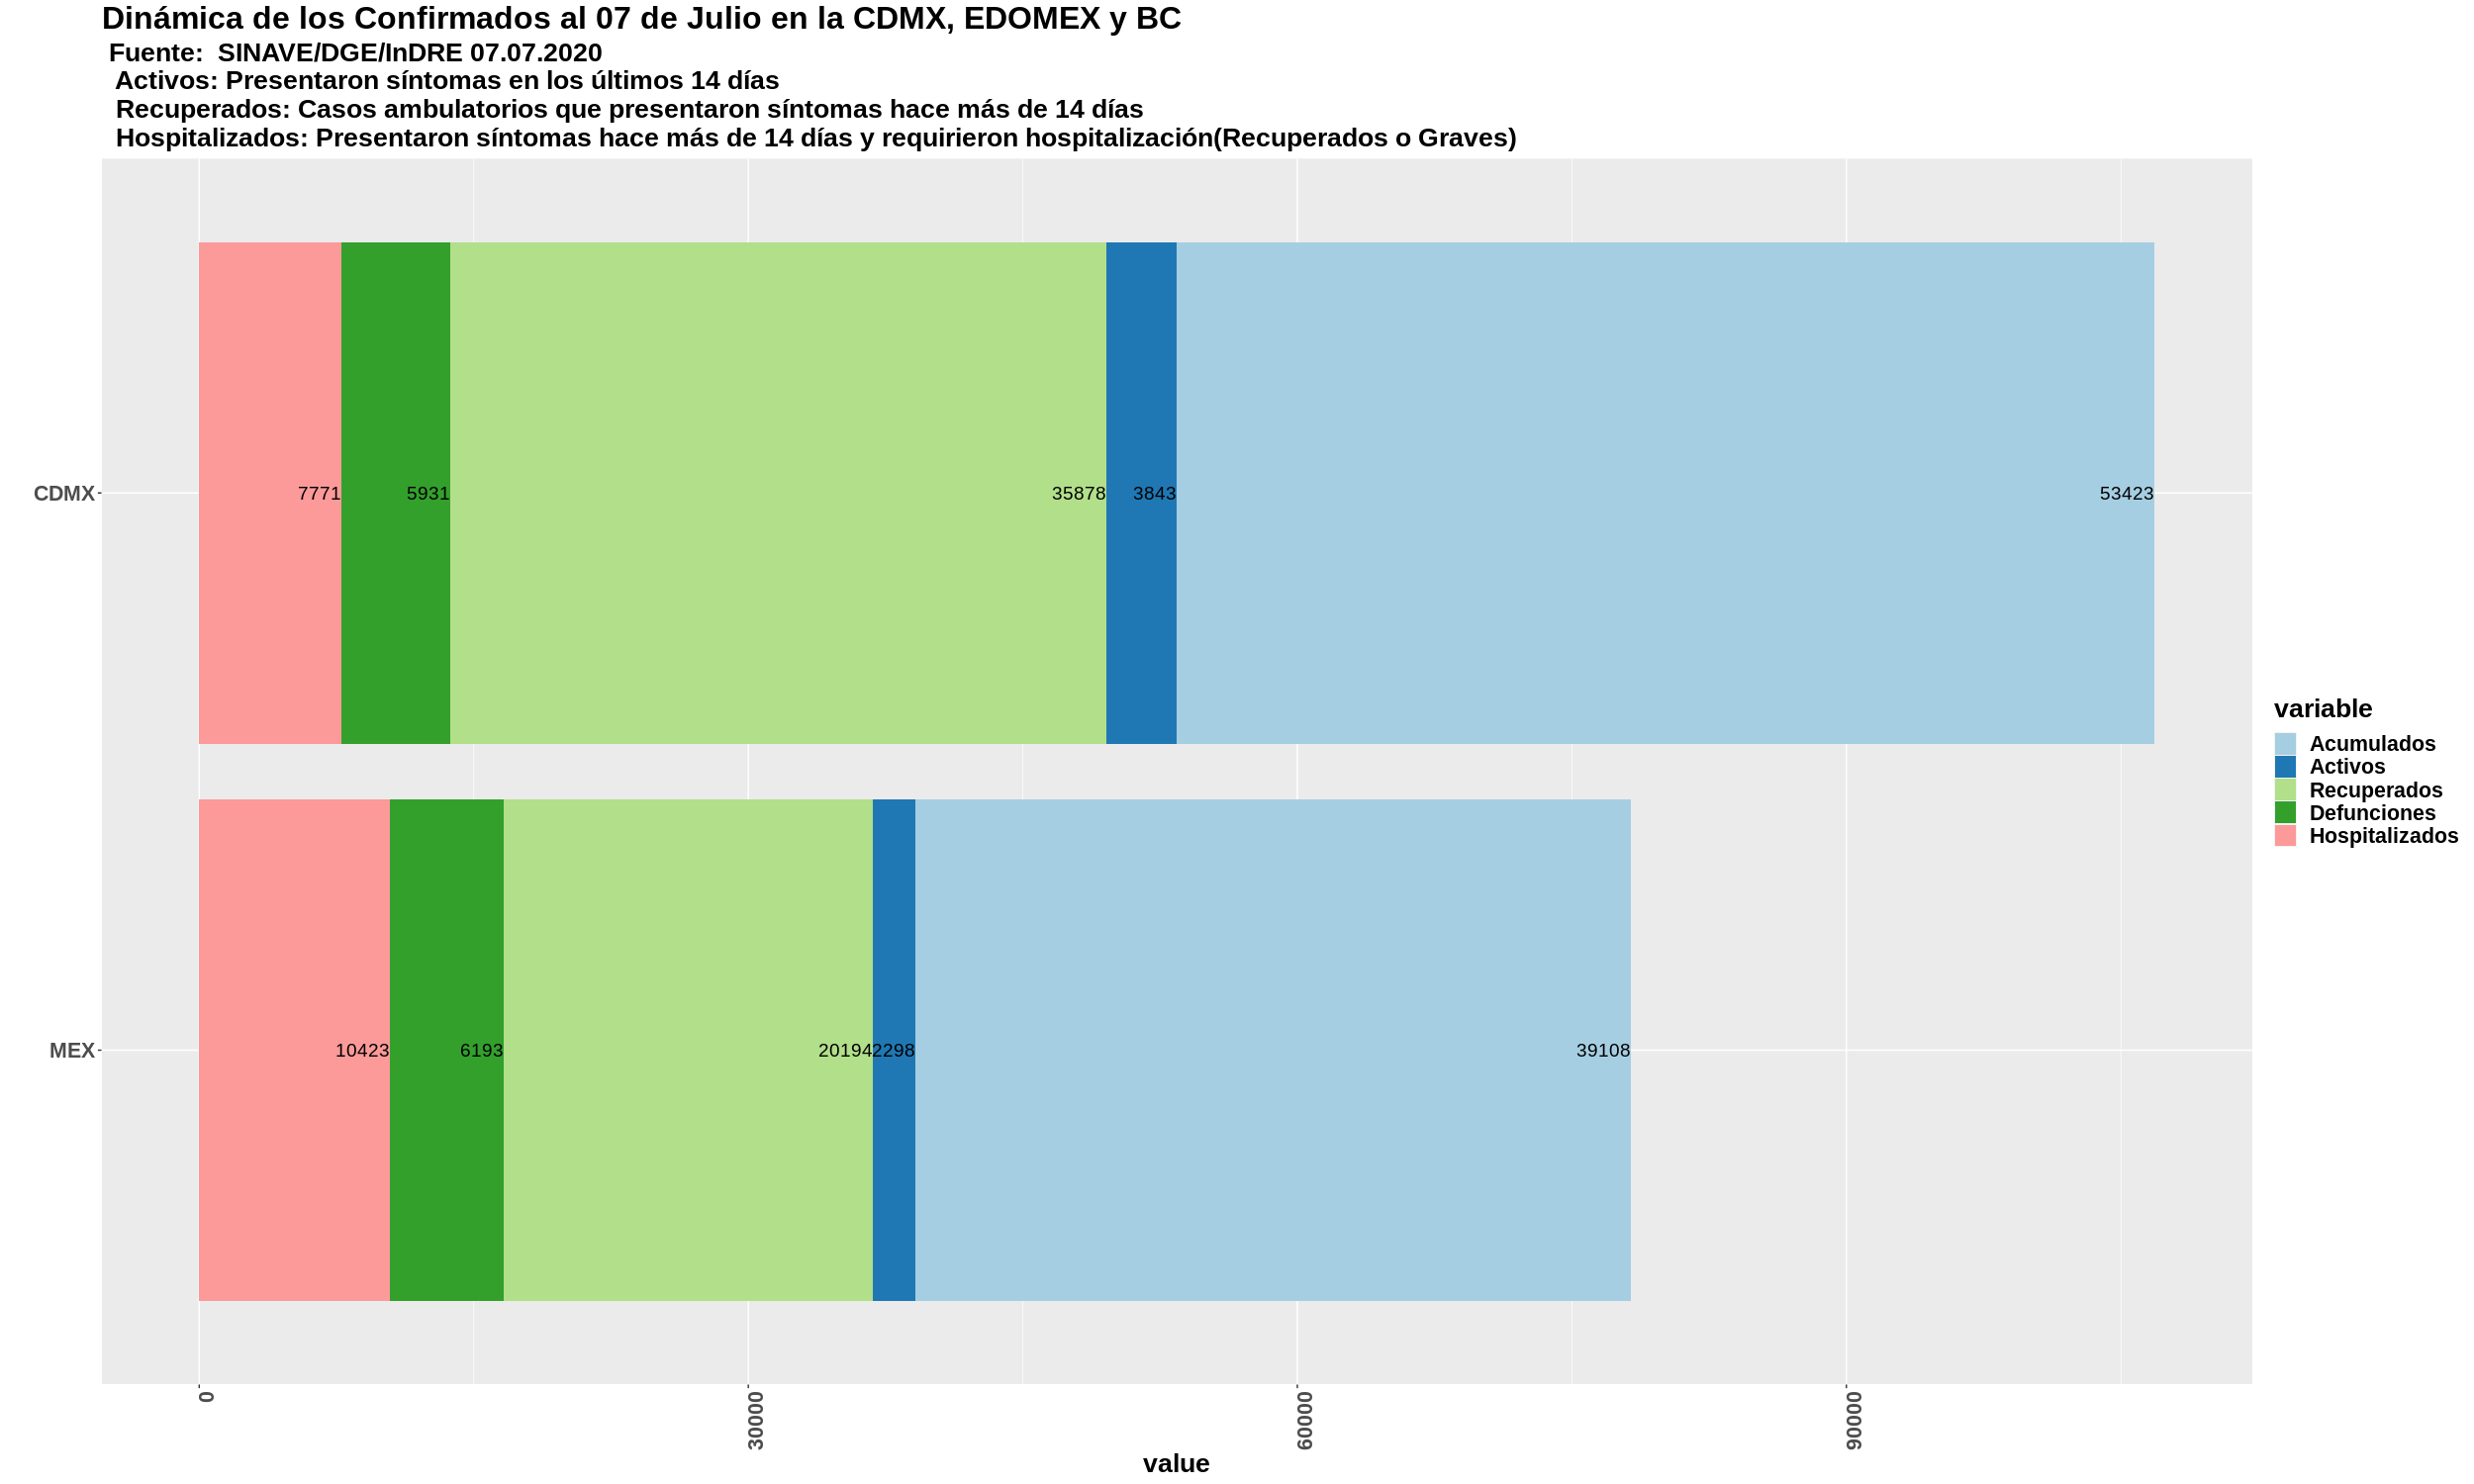 Dinámica de los Confirmados al 07 de Julio en la CDMX, EDOMEX y BC
Fuente:  SINAVE/DGE/InDRE 07.07.2020
Activos: Presentaron síntomas en los últimos 14 días
Recuperados: Casos ambulatorios que presentaron síntomas hace más de 14 días
Hospitalizados: Presentaron síntomas hace más de 14 días y requirieron hospitalización(Recuperados o Graves)
CDMX
7771
5931
35878
3843
53423
MEX
10423
6193
20194
2298
39108
variable
Acumulados
Activos
Recuperados
Defunciones
Hospitalizados
0
30000
60000
90000
value